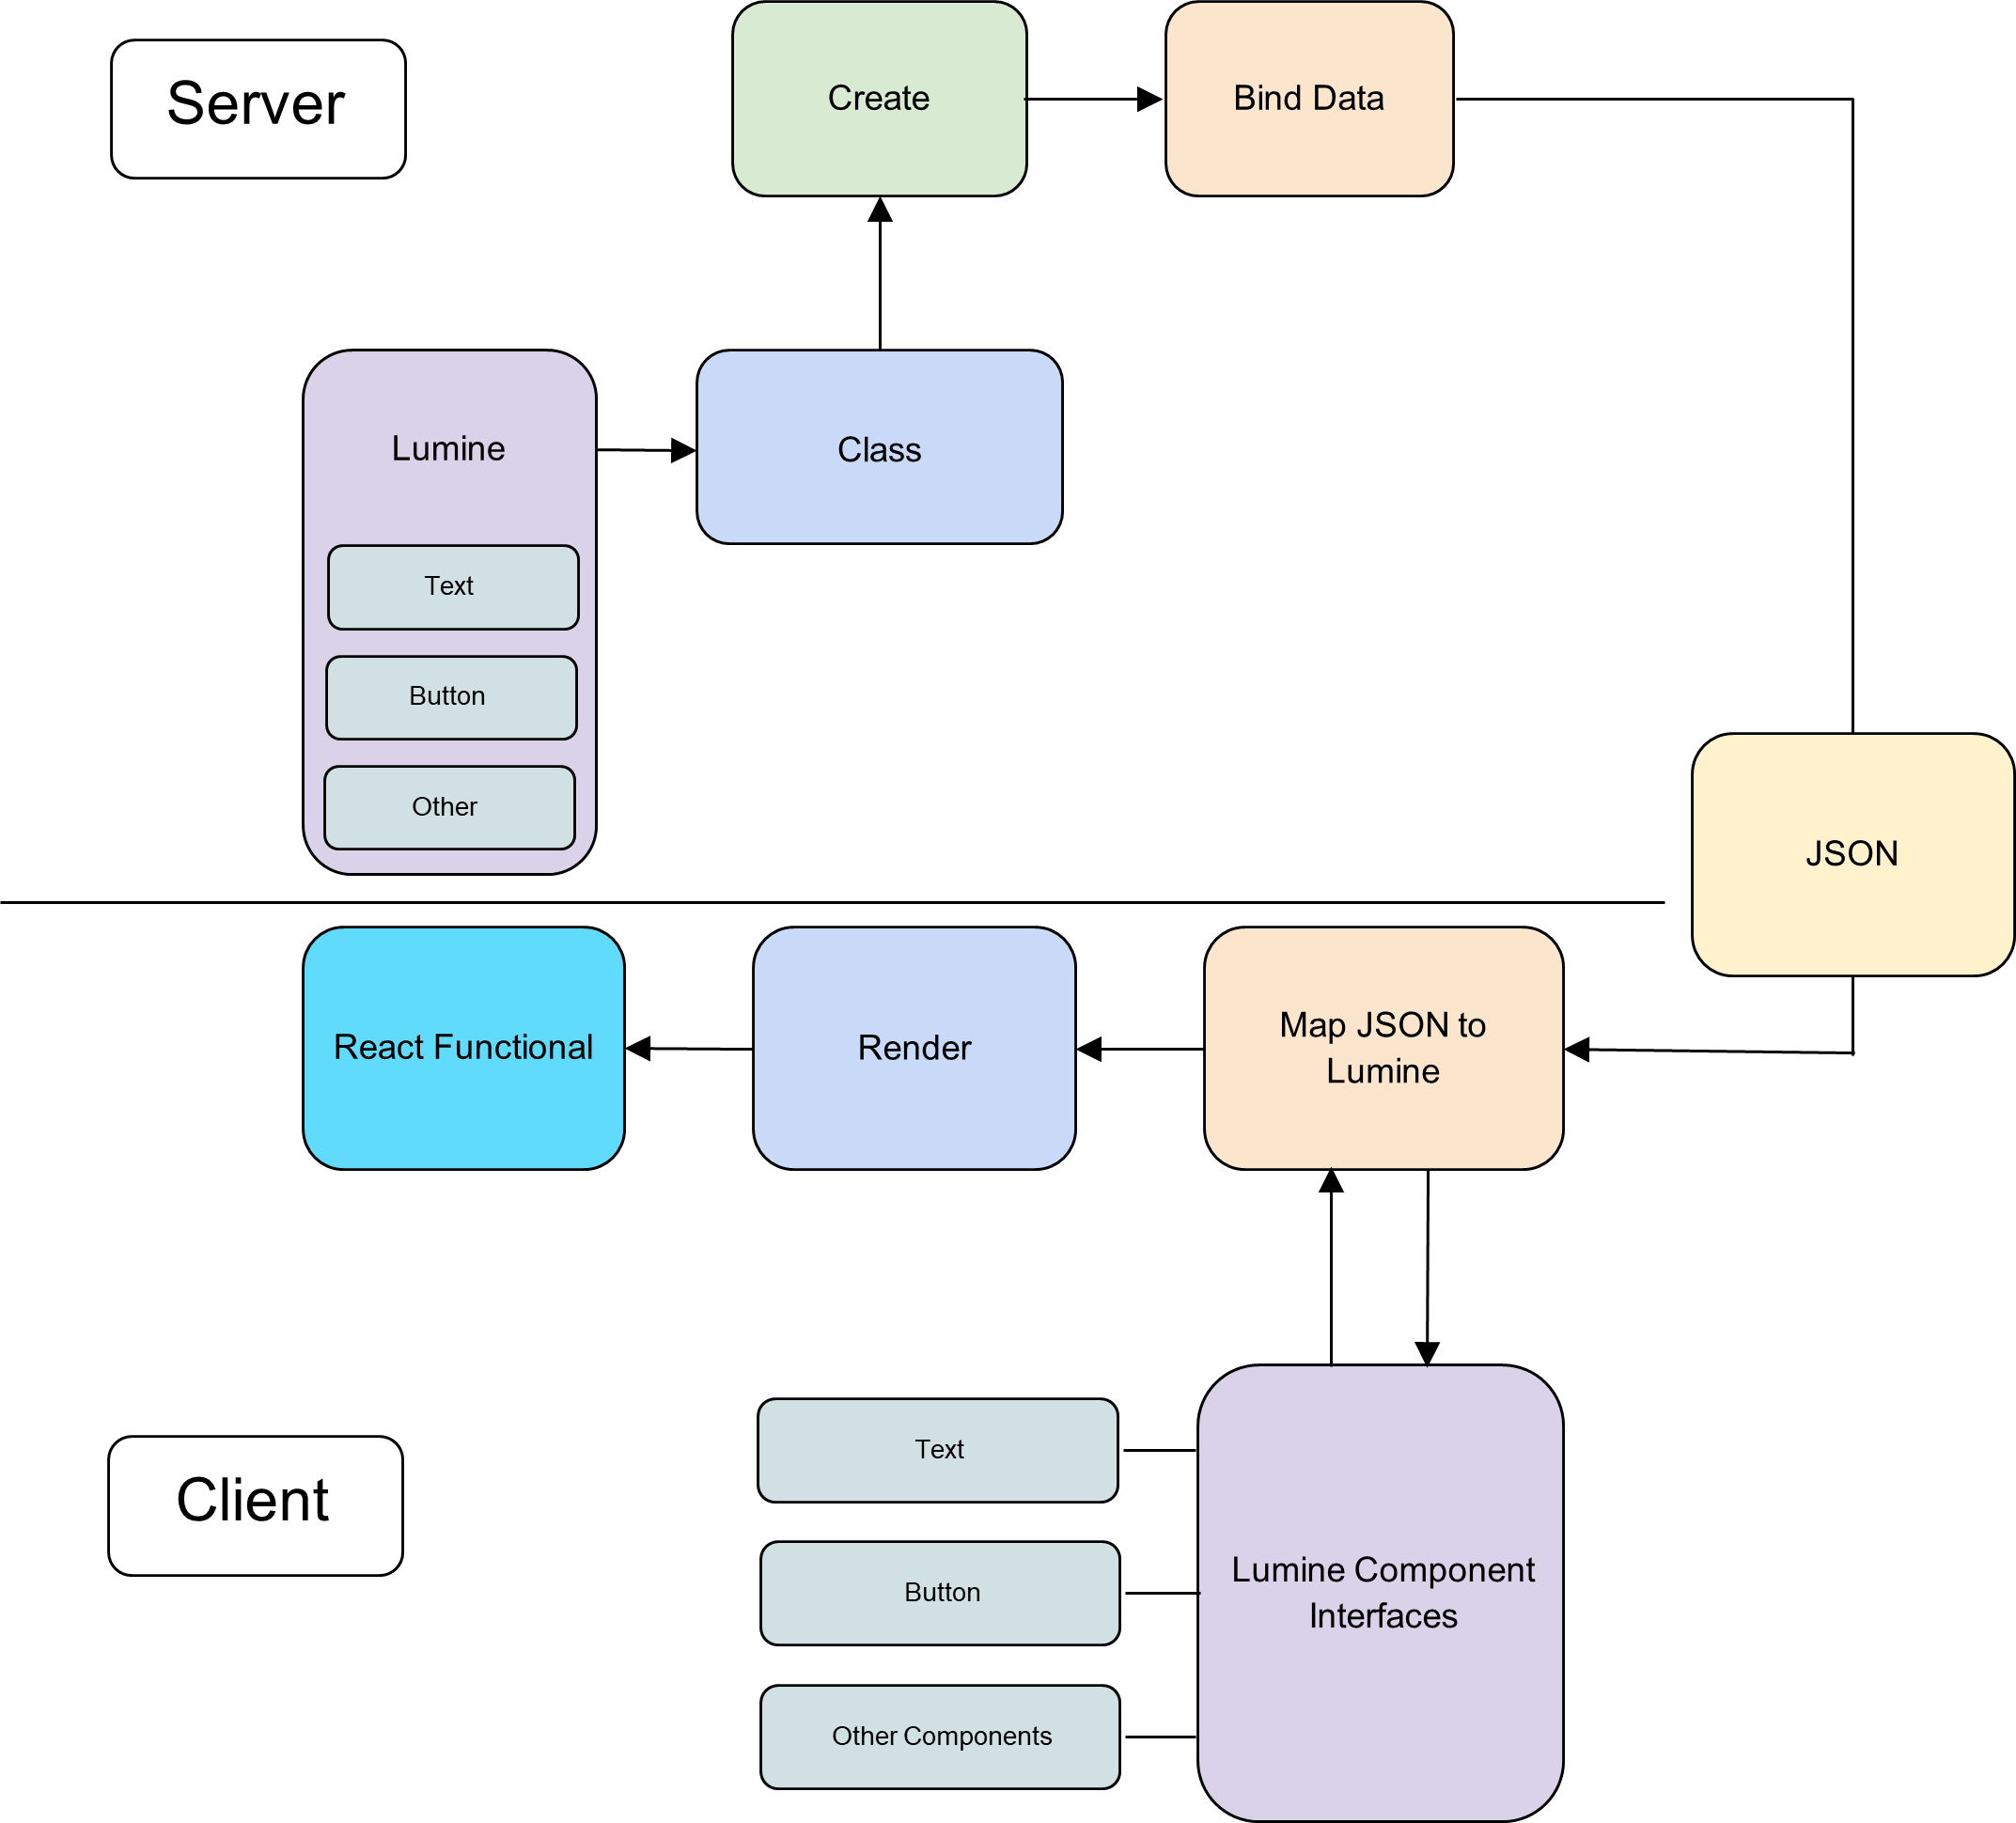 Server
Create
Bind Data
Lumine
Class
Text
Button
Other
JSON
React Functional
Render
Map JSON to
Lumine
Client
Text
Button
Other Components
Lumine Component
Interfaces